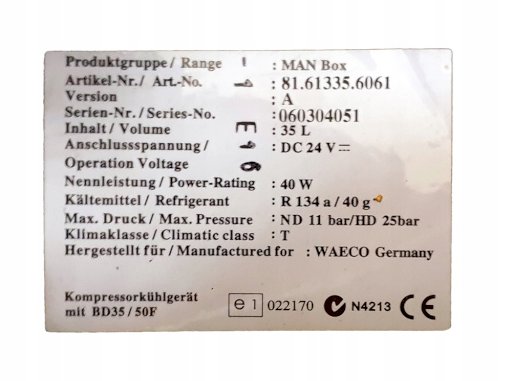 Produktgruppe / Range : MAN Box
Artikel-Nr./ Art.-No. : 81.61335.6061
Version : A
Serien-Nr. / Series-No. : 060304051
Inhalt / Volume : 35 L
Anschlussspannung / : DC 24 V
Operation Voltage
Nennleistung / Power-Rating : 40 W
Kältemittel / Refrigerant : R 134 a / 40 g
Max. Druck / Max. Pressure : ND 11 bar/HD 25bar
Klimaklasse / Climatic class : T
Hergestellt für / Manufactured for : WAECO Germany
Kompressorkühlgerät
mit BD35 / 50F
e1 022170 N4213 CE